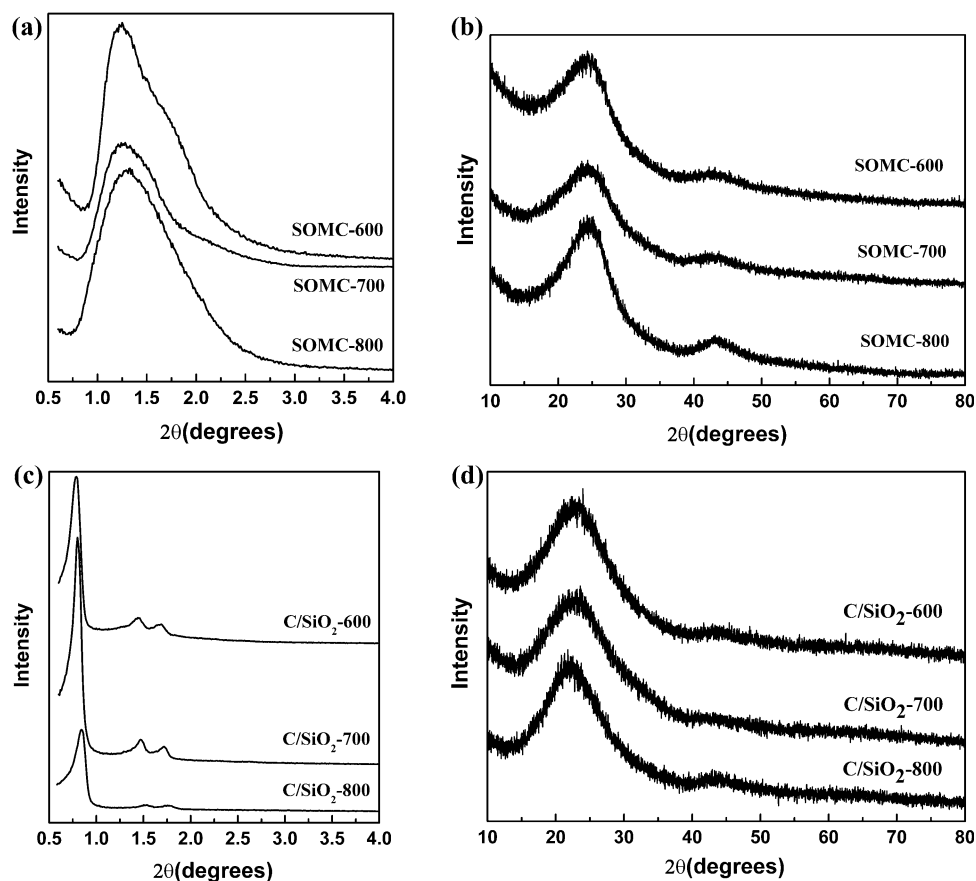 (a)
Intensity
SOMC-600
SOMC-700
SOMC-800
0.5 1.0 1.5 2.0 2.5 3.0 3.5 4.0
2θ(degrees)
(b)
Intensity
SOMC-600
SOMC-700
SOMC-800
10 20 30 40 50 60 70 80
2θ(degrees)
(c)
Intensity
C/SiO2-600
C/SiO2-700
C/SiO2-800
0.5 1.0 1.5 2.0 2.5 3.0 3.5 4.0
2θ(degrees)
(d)
Intensity
C/SiO2-600
C/SiO2-700
C/SiO2-800
10 20 30 40 50 60 70 80
2θ(degrees)